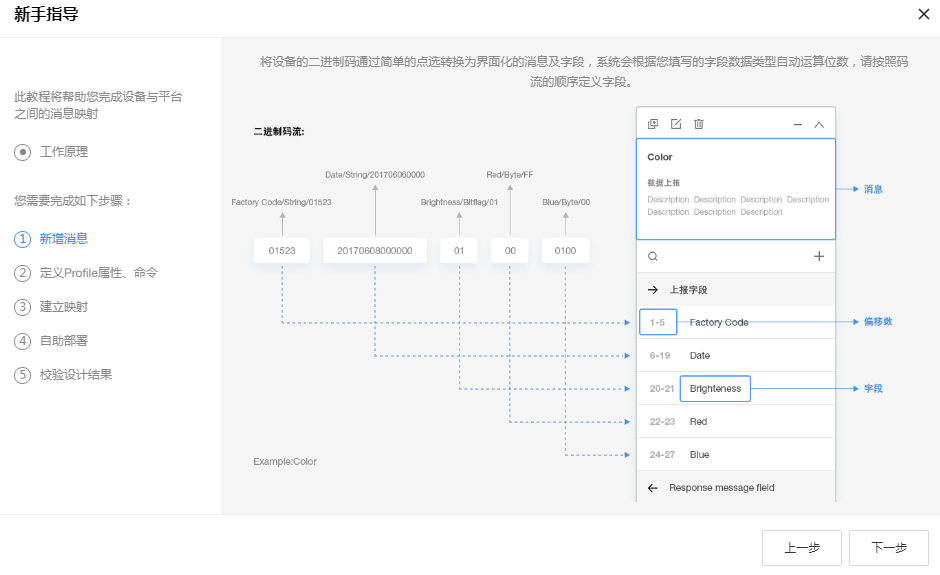 新手指导
将设备的二进制码通过简单的点选转换为界面化的消息及字段，系统会根据您填写的字段数据类型自动运算位数，请按照码
流的顺序定义字段。
此教程将帮助您完成设备与平台
之间的消息映射
工作原理
您需要完成如下步骤：
1 新增消息
2 定义Profile属性、命令
3 建立映射
4 自助部署
5 校验设计结果
二进制码流:
Date/String/201706060000
Red/Byte/FF
Factory Code/String/01523
Brightness/Bitflag/01
Blue/Byte/00
01523
20170608000000
01
00
0100
Example:Color
Color
数据上报
Description Description Description Description
Description Description Description
消息
上报字段
1-5 Factory Code
偏移数
6-19 Date
20-21 Brighteness
字段
22-23 Red
24-27 Blue
Response message field
上一步
下一步